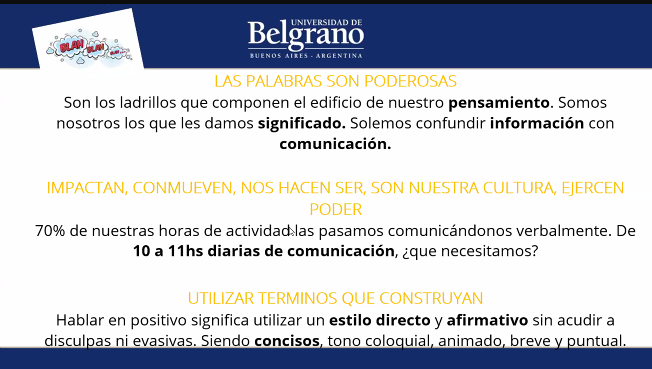 BLAH
BLAH
BLAH...
UNIVERSIDAD DE
Belgrano
BUENOS AIRES - ARGENTINA
LAS PALABRAS SON PODEROSAS
Son los ladrillos que componen el edificio de nuestro pensamiento. Somos
nosotros los que les damos significado. Solemos confundir información con
comunicación.
IMPACTAN, CONMUEVEN, NOS HACEN SER, SON NUESTRA CULTURA, EJERCEN
PODER
70% de nuestras horas de actividad las pasamos comunicándonos verbalmente. De
10 a 11hs diarias de comunicación, ¿que necesitamos?
UTILIZAR TERMINOS QUE CONSTRUYAN
Hablar en positivo significa utilizar un estilo directo y afirmativo sin acudir a
disculpas ni evasivas. Siendo concisos, tono coloquial, animado, breve y puntual.